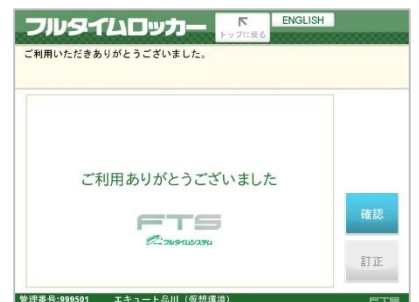 フルタイムロッカー
トップに戻る
ENGLISH
ご利用いただきありがとうございました。
ご利用ありがとうございました
FTS
フルタイムシステム
確認
訂正
管理番号:999501 エキュート品川(仮想環境)
FTS